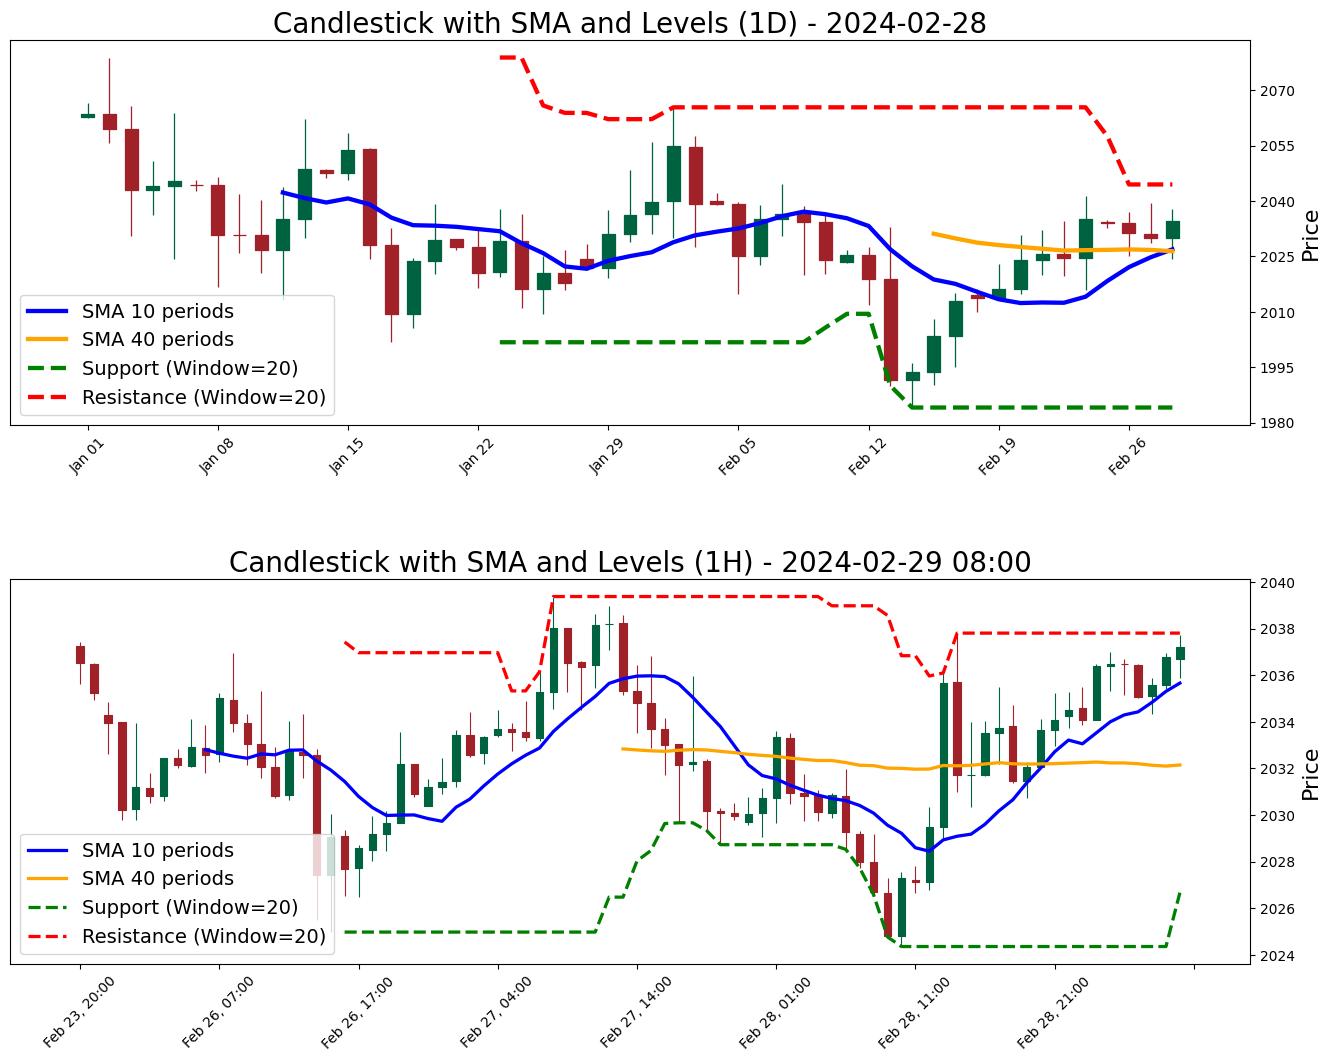 Candlestick with SMA and Levels (1D) - 2024-02-28
2070
2055
2040
2025
2010
1995
1980
Price
SMA 10 periods
SMA 40 periods
Support (Window=20)
Resistance (Window=20)
Jan 01
Jan 08
Jan 15
Jan 22
Jan 29
Feb 05
Feb 12
Feb 19
Feb 26
Candlestick with SMA and Levels (1H) - 2024-02-29 08:00
2040
2038
2036
2034
2032
2030
2028
2026
2024
Price
SMA 10 periods
SMA 40 periods
Support (Window=20)
Resistance (Window=20)
Feb 23, 20:00
Feb 26, 07:00
Feb 26, 17:00
Feb 27, 04:00
Feb 27, 14:00
Feb 28, 01:00
Feb 28, 11:00
Feb 28, 21:00